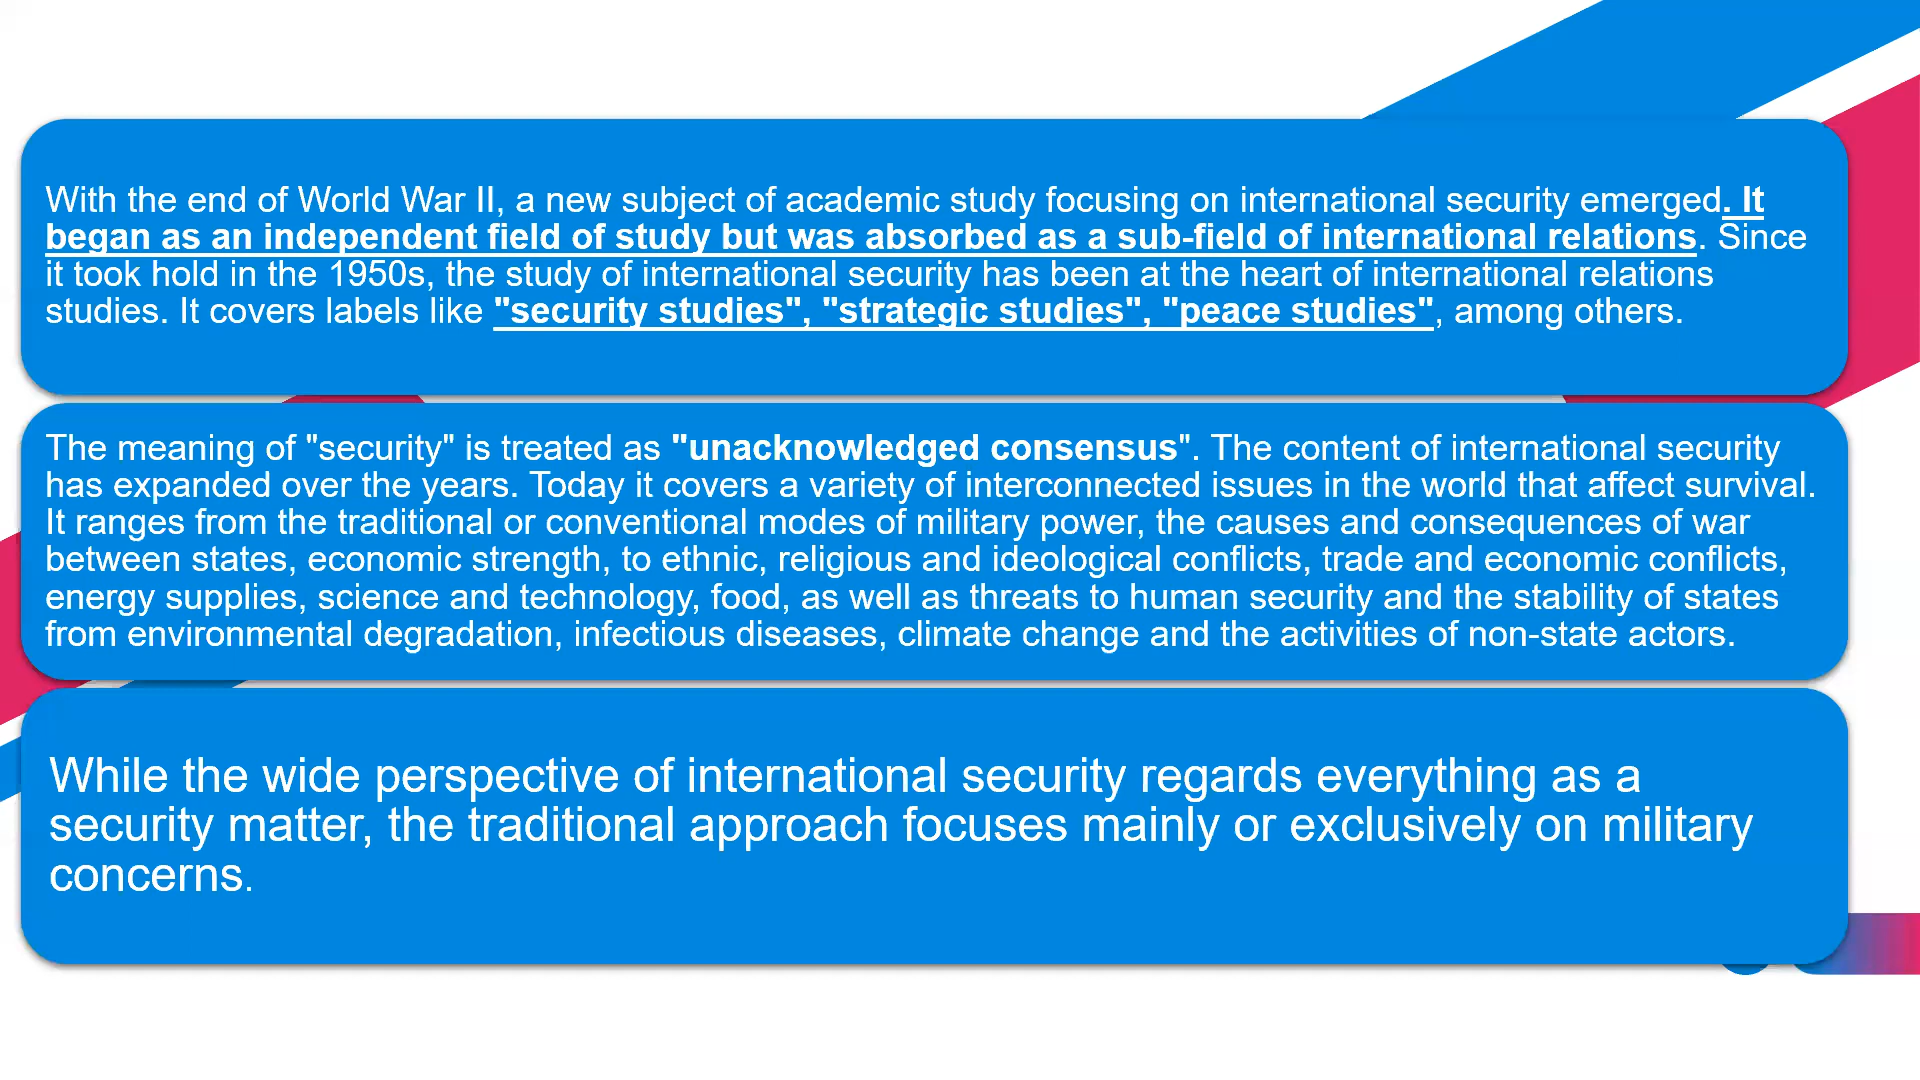 With the end of World War II, a new subject of academic study focusing on international security emerged. It
began as an independent field of study but was absorbed as a sub-field of international relations. Since
it took hold in the 1950s, the study of international security has been at the heart of international relations
studies. It covers labels like "security studies", "strategic studies", "peace studies", among others.
The meaning of "security" is treated as "unacknowledged consensus". The content of international security
has expanded over the years. Today it covers a variety of interconnected issues in the world that affect survival.
It ranges from the traditional or conventional modes of military power, the causes and consequences of war
between states, economic strength, to ethnic, religious and ideological conflicts, trade and economic conflicts,
energy supplies, science and technology, food, as well as threats to human security and the stability of states
from environmental degradation, infectious diseases, climate change and the activities of non-state actors.
While the wide perspective of international security regards everything as a
security matter, the traditional approach focuses mainly or exclusively on military
concerns.